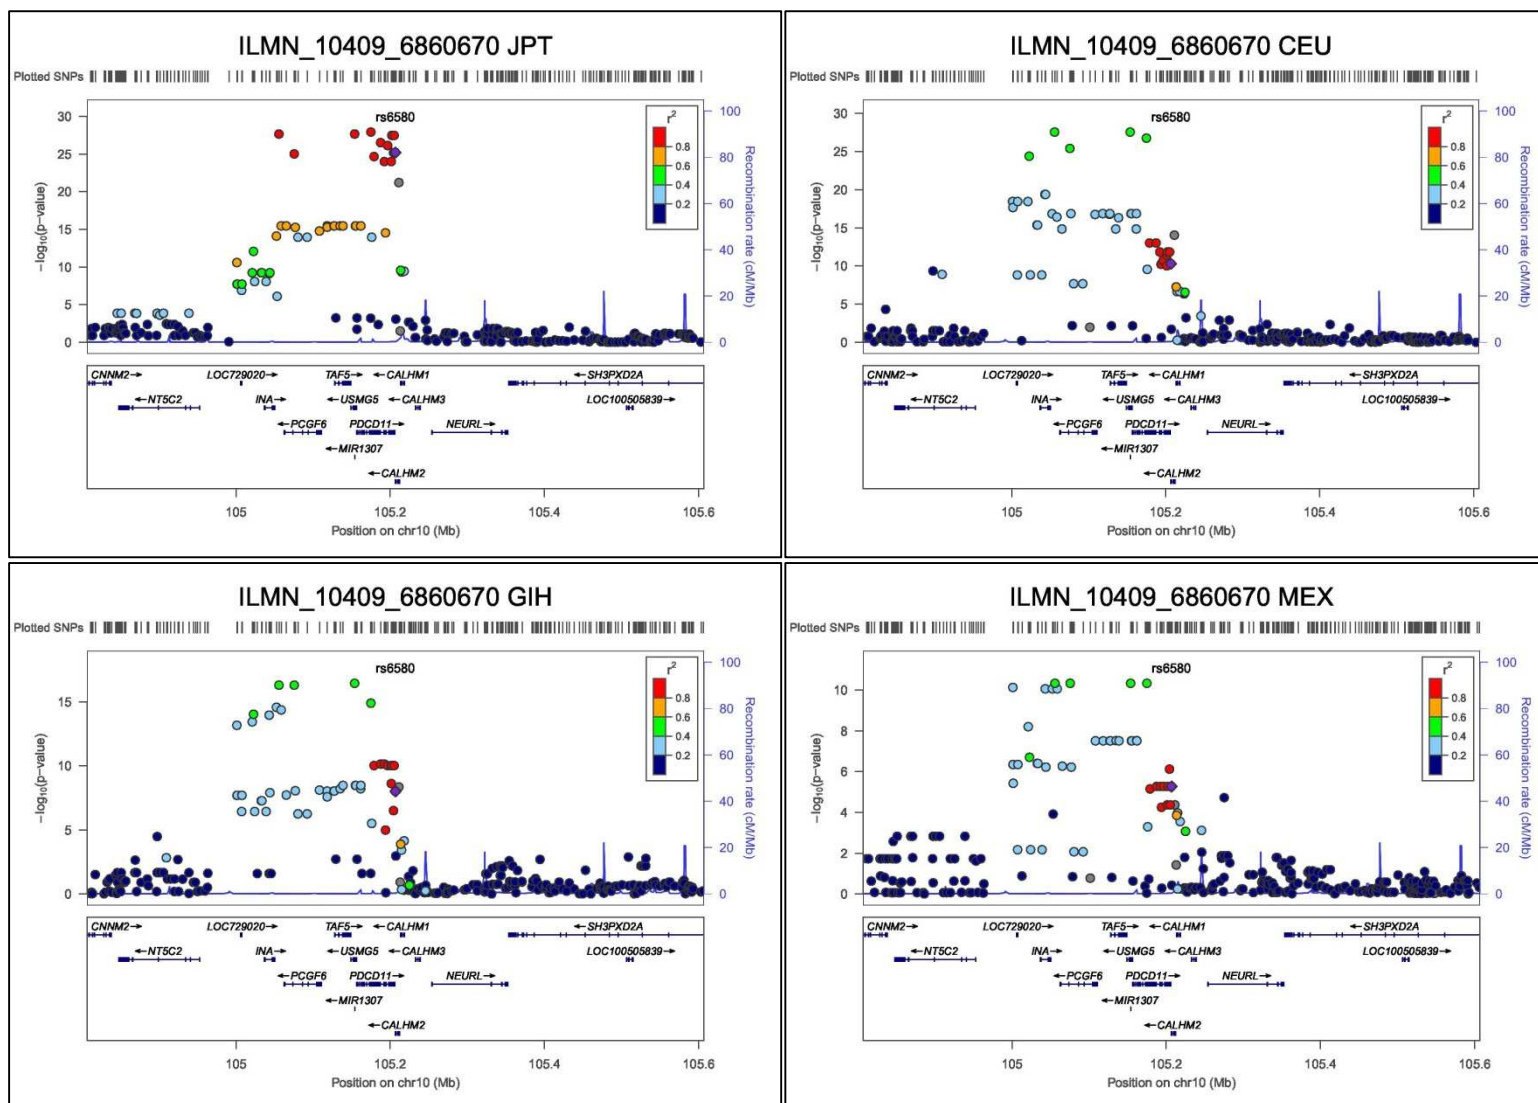 ILMN_10409_6860670 JPT
Plotted SNPs
rs6580
r²
0.8
0.6
0.4
0.2
30
25
20
15
10
5
0
−log₁₀(p−value)
100
80
60
40
20
0
Recombination rate (cM/Mb)
CNNM2→ LOC729020→ TAF5→ ←CALHM1 ←SH3PXD2A
←NT5C2 INA→ ←USMG5 ←CALHM3 LOC100505839→
←PCGF6 PDCD11→ NEURL→
←MIR1307
←CALHM2
105 105.2 105.4 105.6
Position on chr10 (Mb)
ILMN_10409_6860670 CEU
Plotted SNPs
rs6580
r²
0.8
0.6
0.4
0.2
30
25
20
15
10
5
0
−log₁₀(p−value)
100
80
60
40
20
0
Recombination rate (cM/Mb)
CNNM2→ LOC729020→ TAF5→ ←CALHM1 ←SH3PXD2A
←NT5C2 INA→ ←USMG5 ←CALHM3 LOC100505839→
←PCGF6 PDCD11→ NEURL→
←MIR1307
←CALHM2
105 105.2 105.4 105.6
Position on chr10 (Mb)
ILMN_10409_6860670 GIH
Plotted SNPs
rs6580
r²
0.8
0.6
0.4
0.2
15
10
5
0
−log₁₀(p−value)
100
80
60
40
20
0
Recombination rate (cM/Mb)
CNNM2→ LOC729020→ TAF5→ ←CALHM1 ←SH3PXD2A
←NT5C2 INA→ ←USMG5 ←CALHM3 LOC100505839→
←PCGF6 PDCD11→ NEURL→
←MIR1307
←CALHM2
105 105.2 105.4 105.6
Position on chr10 (Mb)
ILMN_10409_6860670 MEX
Plotted SNPs
rs6580
r²
0.8
0.6
0.4
0.2
10
8
6
4
2
0
−log₁₀(p−value)
100
80
60
40
20
0
Recombination rate (cM/Mb)
CNNM2→ LOC729020→ TAF5→ ←CALHM1 ←SH3PXD2A
←NT5C2 INA→ ←USMG5 ←CALHM3 LOC100505839→
←PCGF6 PDCD11→ NEURL→
←MIR1307
←CALHM2
105 105.2 105.4 105.6
Position on chr10 (Mb)